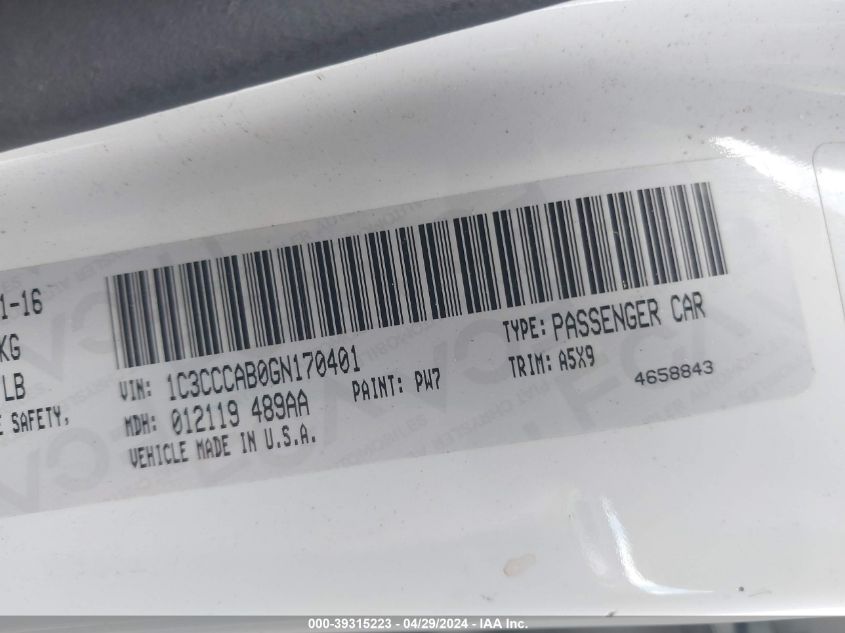 1-16
KG
LB
E SAFETY,
VIN: 1C3CCCAB0GN170401
MDH: 012119 489AA
VEHICLE MADE IN U.S.A.
PAINT: PW7
TYPE: PASSENGER CAR
TRIM: A5X9
4658843
000-39315223 - 04/29/2024 - IAA Inc.